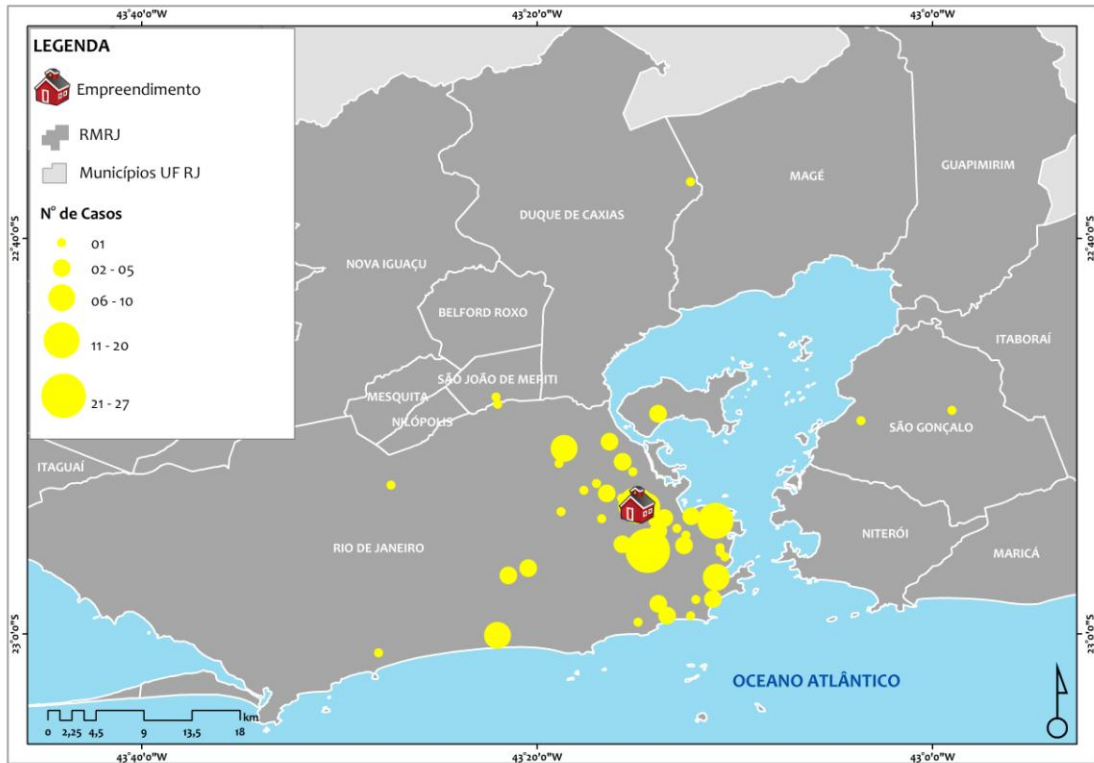 43°40'0"W 43°20'0"W 43°0'0"W
LEGENDA
Empreendimento
RMRJ
Municípios UF RJ
N° de Casos
01
02 - 05
06 - 10
11 - 20
21 - 27
GUAPIMIRIM
MAGÉ
DUQUE DE CAXIAS
22°40'0"S 22°40'0"S
NOVA IGUAÇU
BELFORD ROXO
ITABORAÍ
SÃO JOÃO DE MERITI
MESQUITA
NILÓPOLIS
SÃO GONÇALO
ITAGUAÍ
NITERÓI
RIO DE JANEIRO
MARICÁ
23°0'0"S 23°0'0"S
OCEANO ATLÂNTICO
km
0 2,25 4,5 9 13,5 18
43°40'0"W 43°20'0"W 43°0'0"W